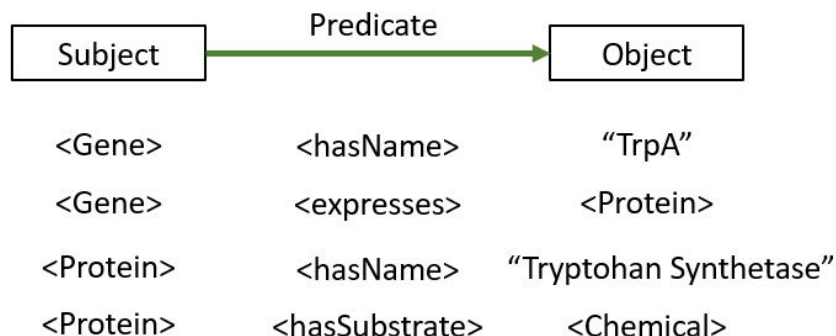 Predicate
Subject Object
<Gene> <hasName> “TrpA”
<Gene> <expresses> <Protein>
<Protein> <hasName> “Tryptohan Synthetase”
<Protein> <hasSubstrate> <Chemical>